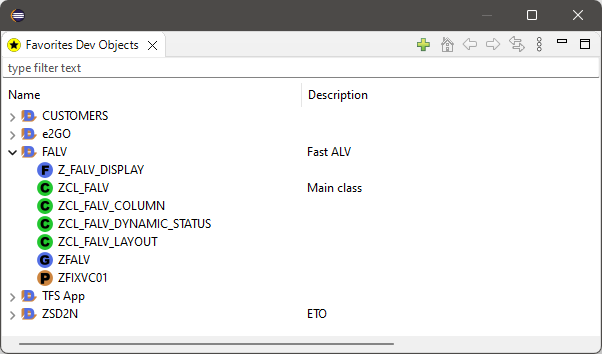 Favorites Dev Objects
type filter text
Name Description
CUSTOMERS
e2GO
FALV Fast ALV
F Z_FALV_DISPLAY
C ZCL_FALV Main class
C ZCL_FALV_COLUMN
C ZCL_FALV_DYNAMIC_STATUS
C ZCL_FALV_LAYOUT
G ZFALV
P ZFIXVC01
TFS App
ZSD2N ETO